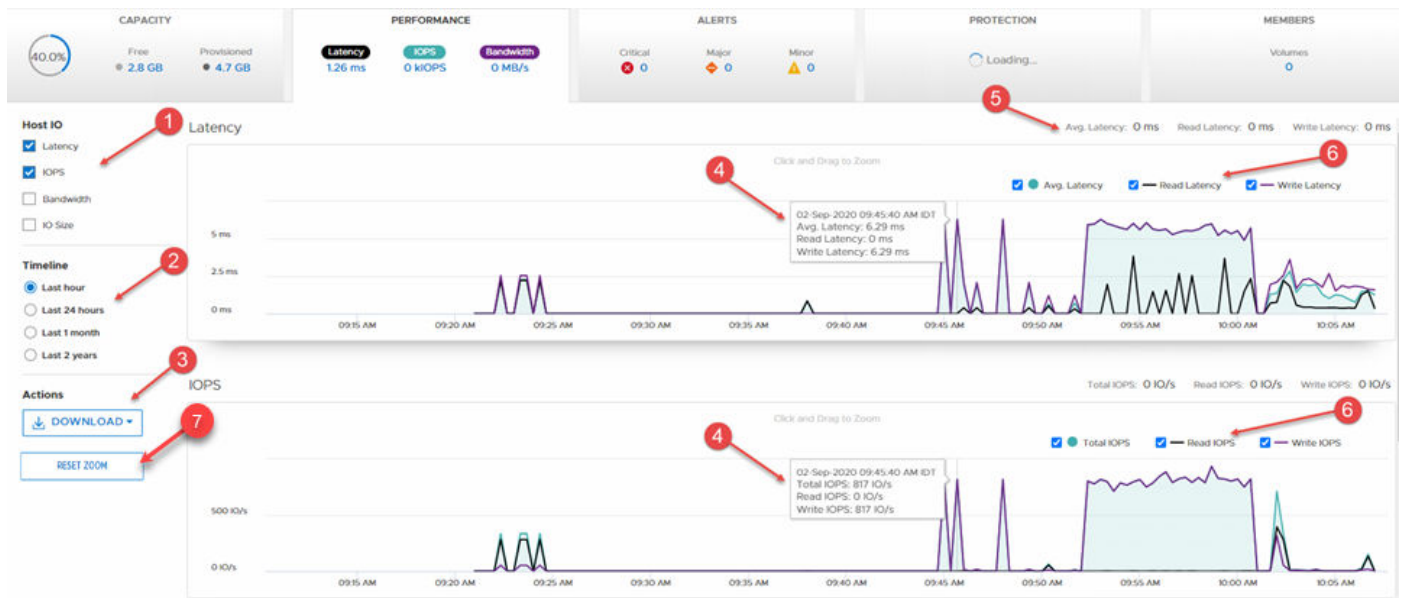 CAPACITY
40.0%
Free
Provisioned
2.8 GB
4.7 GB
PERFORMANCE
Latency
IOPS
Bandwidth
1.26 ms
0 kIOPS
0 MB/s
ALERTS
Critical
Major
Minor
0
0
0
PROTECTION
Loading...
MEMBERS
Volumes
0
Host IO
Latency
IOPS
Bandwidth
IO Size
1
Timeline
Last hour
Last 24 hours
Last 1 month
Last 2 years
2
Actions
DOWNLOAD
3
RESET ZOOM
7
Latency
5
Avg. Latency: 0 ms Read Latency: 0 ms Write Latency: 0 ms
Click and Drag to Zoom
6
Avg. Latency Read Latency Write Latency
4
02-Sep-2020 09:45:40 AM IDT
Avg. Latency: 6.29 ms
Read Latency: 0 ms
Write Latency: 6.29 ms
5 ms
2.5 ms
0 ms
09:15 AM 09:20 AM 09:25 AM 09:30 AM 09:35 AM 09:40 AM 09:45 AM 09:50 AM 09:55 AM 10:00 AM 10:05 AM
IOPS
Total IOPS: 0 IO/s Read IOPS: 0 IO/s Write IOPS: 0 IO/s
Click and Drag to Zoom
6
Total IOPS Read IOPS Write IOPS
4
02-Sep-2020 09:45:40 AM IDT
Total IOPS: 817 IO/s
Read IOPS: 0 IO/s
Write IOPS: 817 IO/s
500 IO/s
0 IO/s
09:15 AM 09:20 AM 09:25 AM 09:30 AM 09:35 AM 09:40 AM 09:45 AM 09:50 AM 09:55 AM 10:00 AM 10:05 AM